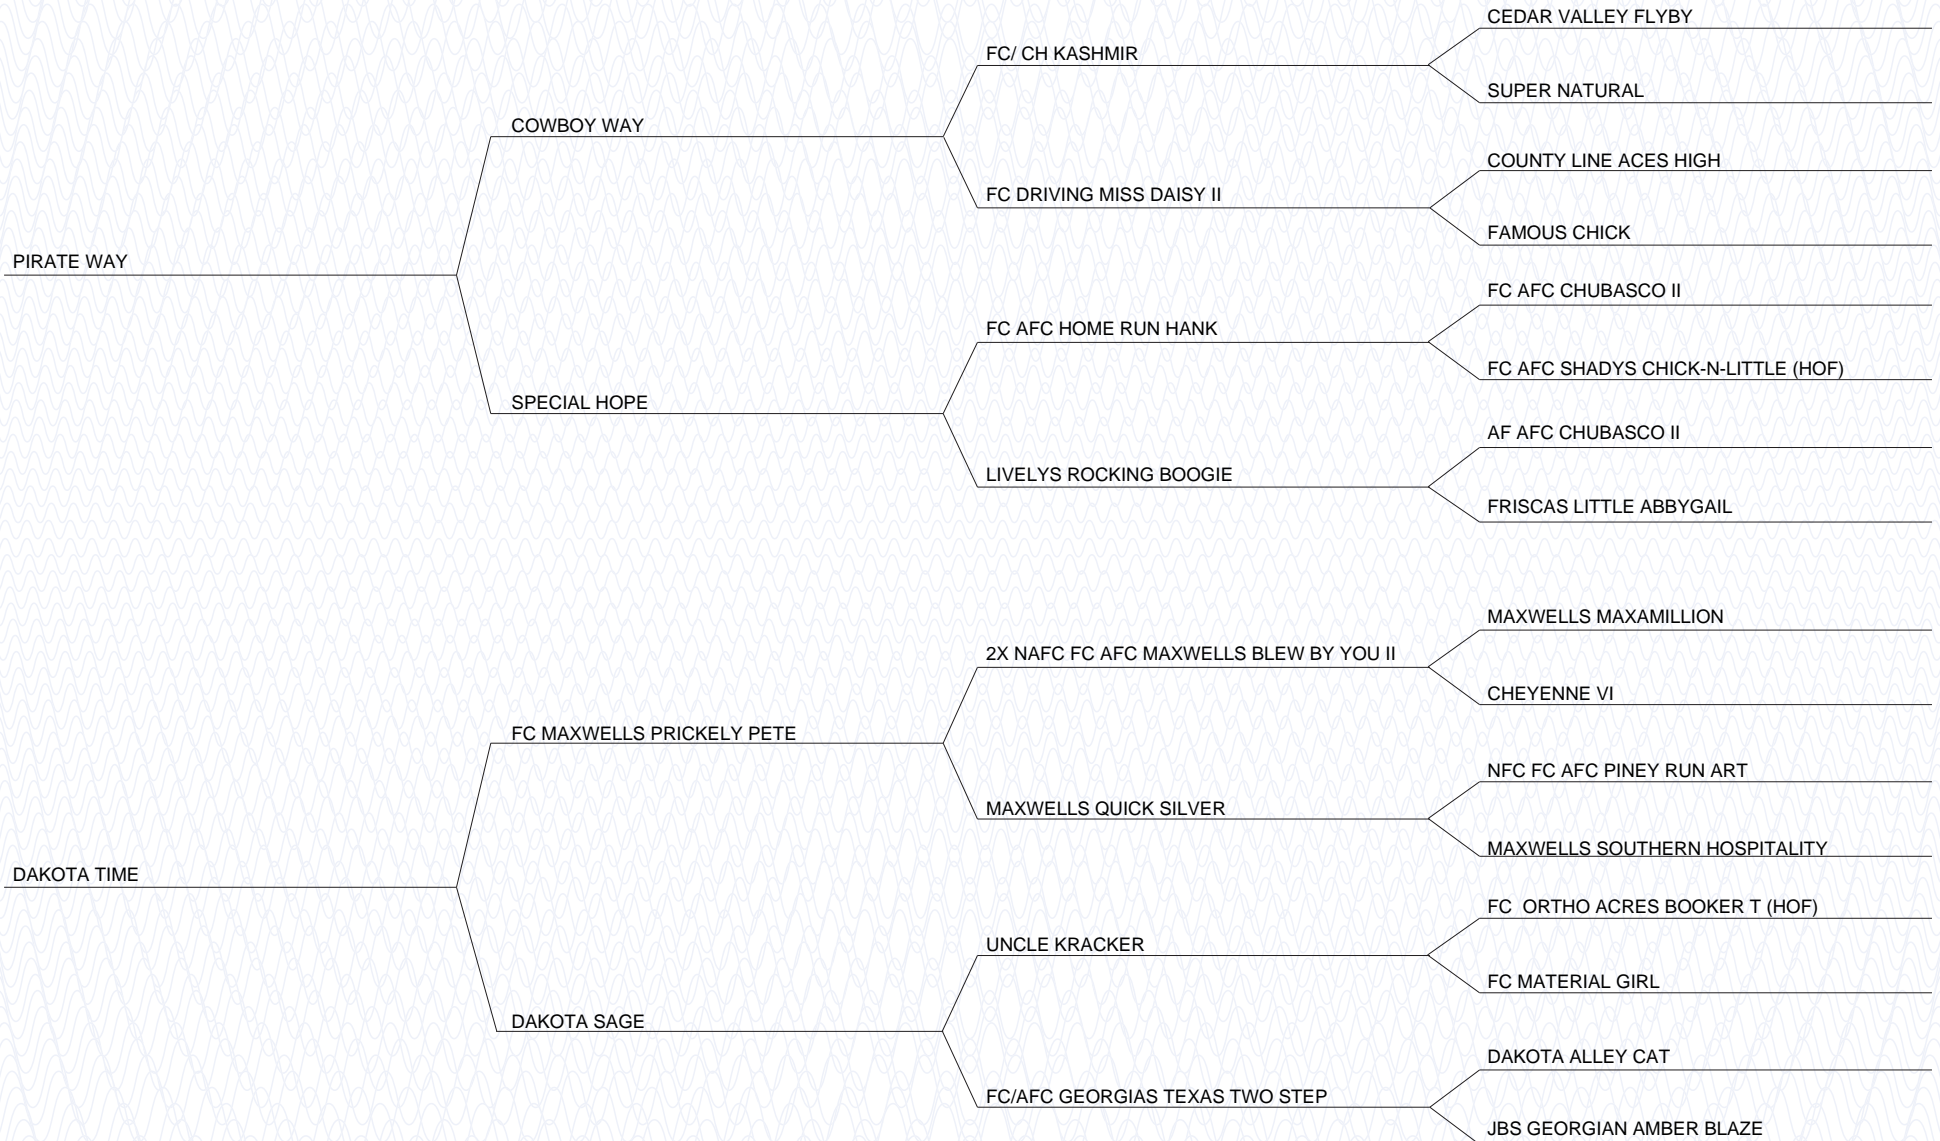 CEDAR VALLEY FLYBY
FC/ CH KASHMIR
SUPER NATURAL
COWBOY WAY
COUNTY LINE ACES HIGH
FC DRIVING MISS DAISY II
FAMOUS CHICK
PIRATE WAY
FC AFC CHUBASCO II
FC AFC HOME RUN HANK
FC AFC SHADYS CHICK-N-LITTLE (HOF)
SPECIAL HOPE
AF AFC CHUBASCO II
LIVELYS ROCKING BOOGIE
FRISCAS LITTLE ABBYGAIL
MAXWELLS MAXAMILLION
2X NAFC FC AFC MAXWELLS BLEW BY YOU II
CHEYENNE VI
FC MAXWELLS PRICKELY PETE
NFC FC AFC PINEY RUN ART
MAXWELLS QUICK SILVER
MAXWELLS SOUTHERN HOSPITALITY
DAKOTA TIME
FC  ORTHO ACRES BOOKER T (HOF)
UNCLE KRACKER
FC MATERIAL GIRL
DAKOTA SAGE
DAKOTA ALLEY CAT
FC/AFC GEORGIAS TEXAS TWO STEP
JBS GEORGIAN AMBER BLAZE